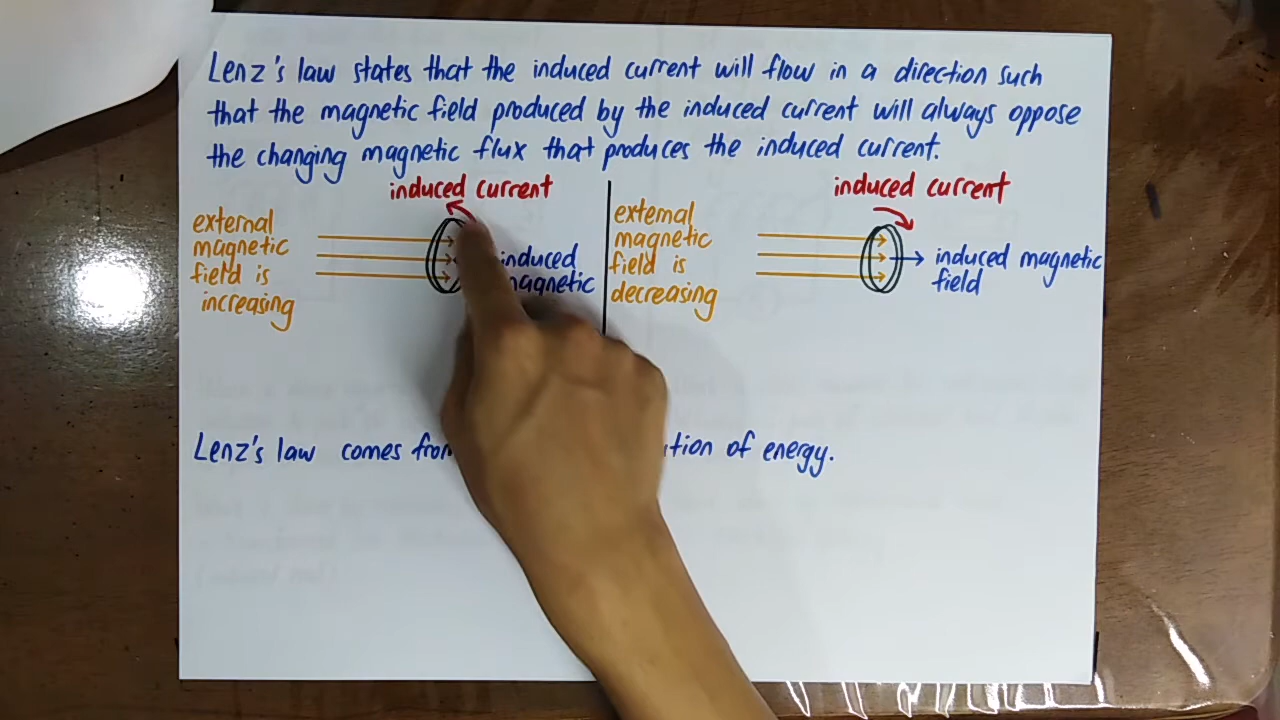 Lenz's law states that the induced current will flow in a direction such
that the magnetic field produced by the induced current will always oppose
the changing magnetic flux that produces the induced current.
induced current
external
magnetic
field is
increasing
induced
magnetic
induced current
external
magnetic
field is
decreasing
induced magnetic
field
Lenz's law comes of energy.